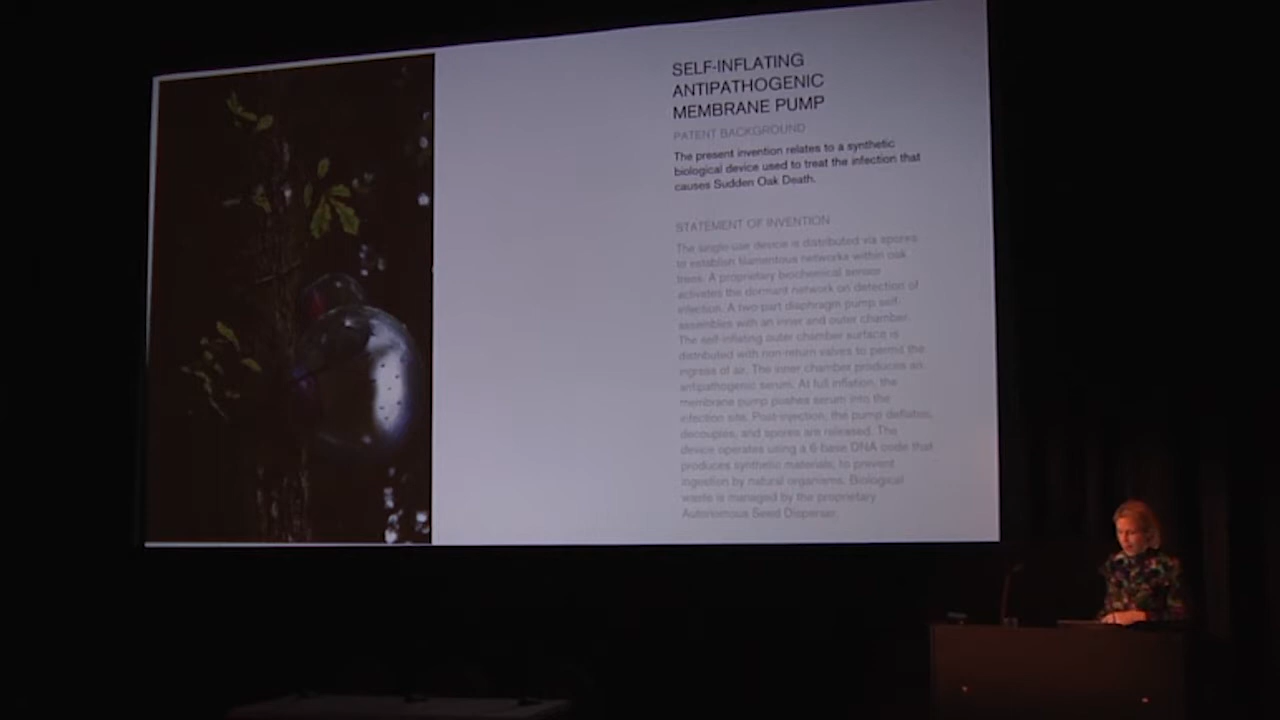 SELF-INFLATING
ANTIPATHOGENIC
MEMBRANE PUMP
PATENT BACKGROUND
The present invention relates to a synthetic
biological device used to treat the infection that
causes Sudden Oak Death.
STATEMENT OF INVENTION
The single-use device is distributed via spores
to establish filamentous networks within oak
trees. A proprietary biochemical sensor
activates the dormant network on detection of
infection. A two-part diaphragm pump self-
assembles with an inner and outer chamber.
The self-inflating outer chamber surface is
distributed with non-return valves to permit the
ingress of air. The inner chamber produces an
antipathogenic serum. At full inflation, the
membrane pump pushes serum into the
infection site. Post-injection, the pump deflates,
decouples, and spores are released. The
device operates using a 6-base DNA code that
produces synthetic materials, to prevent
ingestion by natural organisms. Biological
waste is managed by the proprietary
Autonomous Seed Disperser.